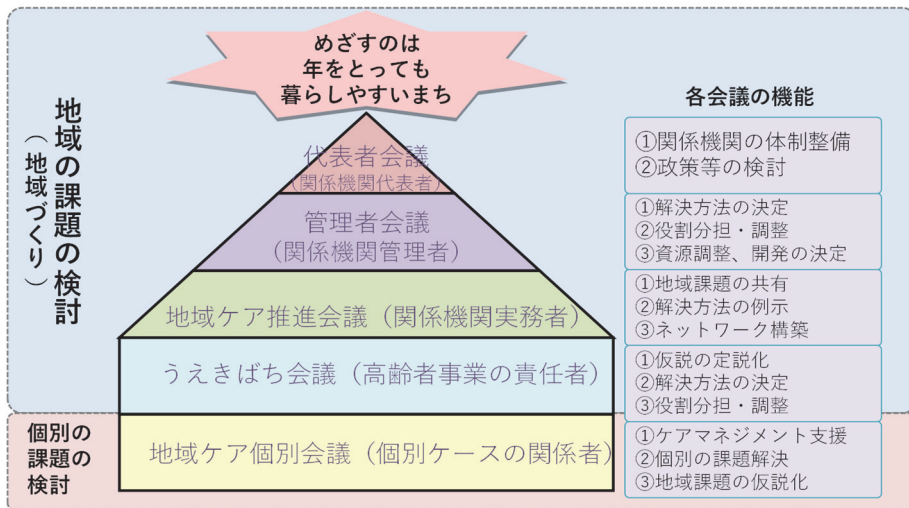 めざすのは
年をとっても
暮らしやすいまち
地域の課題の検討
（地域づくり）
各会議の機能
代表者会議
（関係機関代表者）
①関係機関の体制整備
②政策等の検討
管理者会議
（関係機関管理者）
①解決方法の決定
②役割分担・調整
③資源調整、開発の決定
地域ケア推進会議（関係機関実務者）
①地域課題の共有
②解決方法の例示
③ネットワーク構築
うえきばち会議（高齢者事業の責任者）
①仮説の定説化
②解決方法の決定
③役割分担・調整
個別の
課題の
検討
地域ケア個別会議（個別ケースの関係者）
①ケアマネジメント支援
②個別の課題解決
③地域課題の仮説化